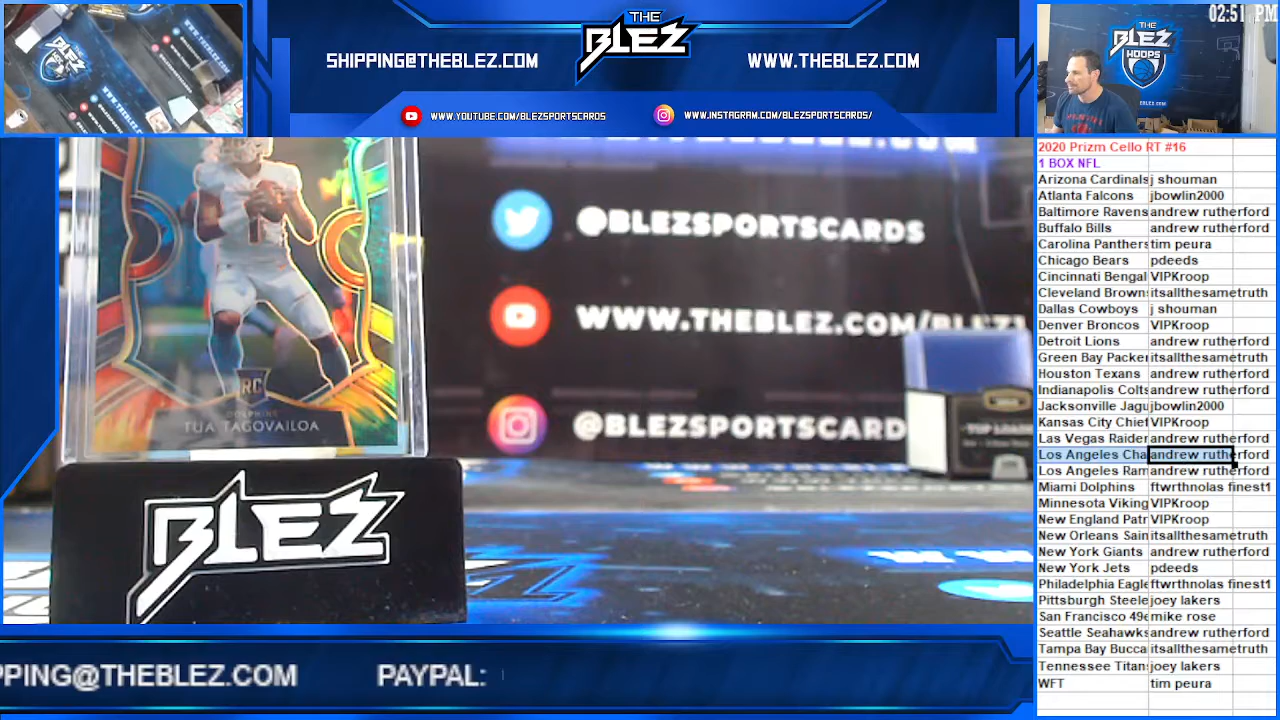 THE
BLEZ
SHIPPING@THEBLEZ.COM
WWW.THEBLEZ.COM
WWW.YOUTUBE.COM/BLEZSPORTSCARDS
WWW.INSTAGRAM.COM/BLEZSPORTSCARDS/
02:51 PM
THE
BLEZ
HOOPS
@BLEZSPORTSCARDS
WWW.THEBLEZ.COM/BLEZ
@BLEZSPORTSCARDS
RC
DOLPHINS
TUA TAGOVAILOA
BLEZ
PPING@THEBLEZ.COM
PAYPAL:
2020 Prizm Cello RT #16
1 BOX NFL
Arizona Cardinals j shouman
Atlanta Falcons jbowlin2000
Baltimore Ravens andrew rutherford
Buffalo Bills andrew rutherford
Carolina Panthers tim peura
Chicago Bears pdeeds
Cincinnati Bengal VIPKroop
Cleveland Browns itsallthesametruth
Dallas Cowboys j shouman
Denver Broncos VIPKroop
Detroit Lions andrew rutherford
Green Bay Packer itsallthesametruth
Houston Texans andrew rutherford
Indianapolis Colts andrew rutherford
Jacksonville Jagu jbowlin2000
Kansas City Chief VIPKroop
Las Vegas Raider andrew rutherford
Los Angeles Cha andrew rutherford
Los Angeles Ram andrew rutherford
Miami Dolphins ftwrthnolas finest1
Minnesota Viking VIPKroop
New England Patr VIPKroop
New Orleans Sain itsallthesametruth
New York Giants andrew rutherford
New York Jets pdeeds
Philadelphia Eagle ftwrthnolas finest1
Pittsburgh Steele joey lakers
San Francisco 49e mike rose
Seattle Seahawks andrew rutherford
Tampa Bay Bucca itsallthesametruth
Tennessee Titans joey lakers
WFT tim peura